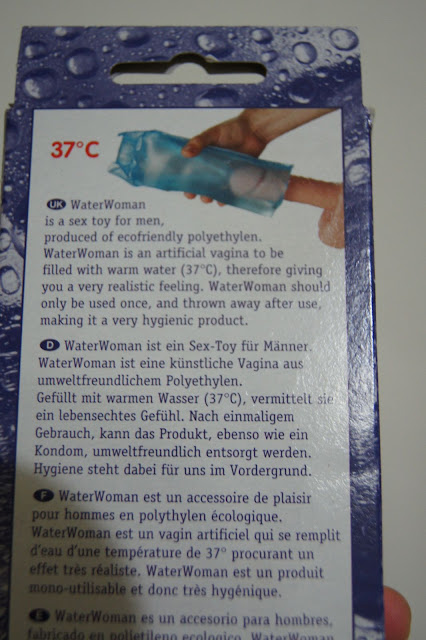 37°C
UK WaterWoman
is a sex toy for men,
produced of ecofriendly polyethylen.
WaterWoman is an artificial vagina to be
filled with warm water (37°C), therefore giving
you a very realistic feeling. WaterWoman should
only be used once, and thrown away after use,
making it a very hygienic product.
D WaterWoman ist ein Sex-Toy für Männer.
WaterWoman ist eine künstliche Vagina aus
umweltfreundlichem Polyethylen.
Gefüllt mit warmen Wasser (37°C), vermittelt sie
ein lebensechtes Gefühl. Nach einmaligem
Gebrauch, kann das Produkt, ebenso wie ein
Kondom, umweltfreundlich entsorgt werden.
Hygiene steht dabei für uns im Vordergrund.
F WaterWoman est un accessoire de plaisir
pour hommes en polythylen écologique.
WaterWoman est un vagin artificiel qui se remplit
d'eau d'une température de 37° procurant un
effet très réaliste. WaterWoman est un produit
mono-utilisable et donc très hygénique.
E WaterWoman es un accesorio para hombres,
fabricado en polietileno ecologico. WaterWoman